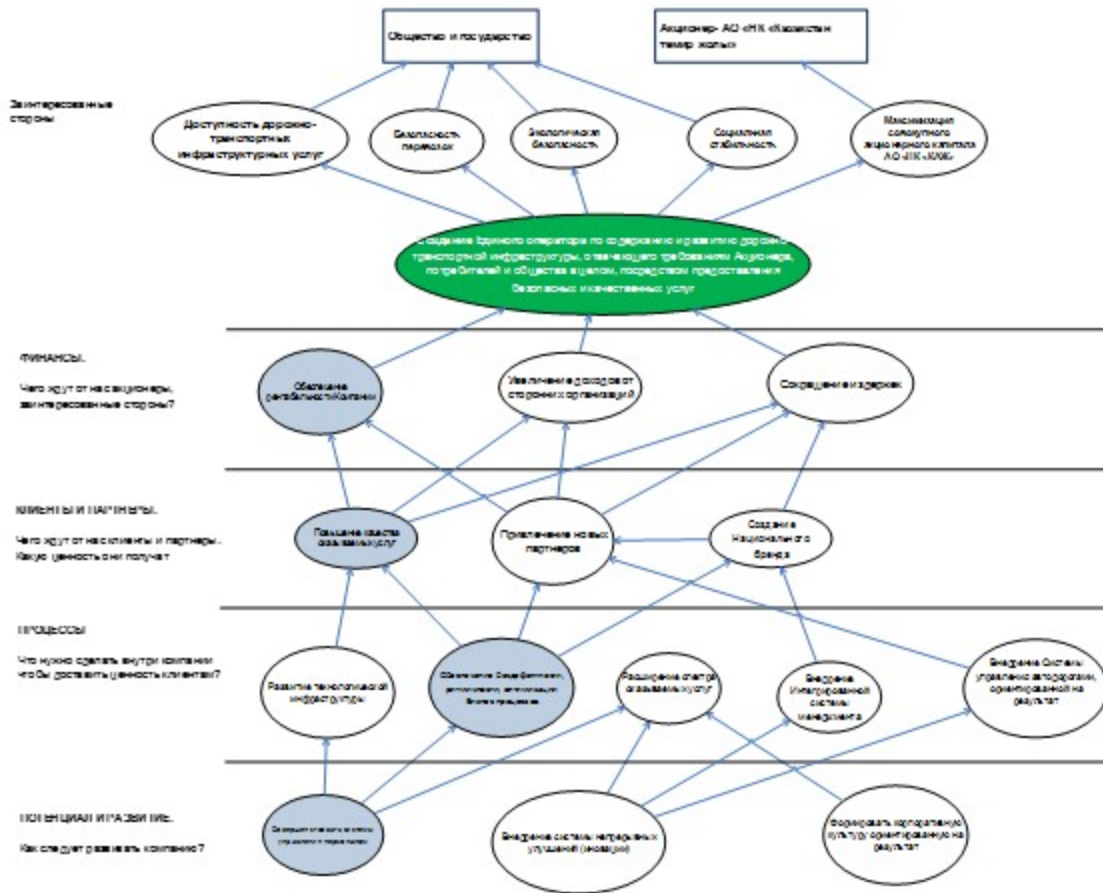 Общество и государство
Акционер- АО «НК «Казахстан
темир жолы»
Заинтересованные
стороны
Доступность дорожно-
транспортных
инфраструктурных услуг
Безопасность
перевозок
Экологическая
безопасность
Социальная
стабильность
Максимизация
совокупного
акционерного капитала
АО «НК «КТЖ»
Создание Единого оператора по содержанию и развитию дорожно-
транспортной инфраструктуры, отвечающего требованиям Акционера,
потребителей и общества в целом, посредством предоставления
безопасных и качественных услуг
ФИНАНСЫ.
Чего ждут от нас акционеры,
заинтересованные стороны?
Обеспечение
рентабельности Компании
Увеличение доходов от
сторонних организаций
Сокращение издержек
КЛИЕНТЫ И ПАРТНЕРЫ.
Чего ждут от нас клиенты и партнеры.
Какую ценность они получат
Повышение качества
оказываемых услуг
Привлечение новых
партнеров
Создание
Национального
бренда
ПРОЦЕССЫ
Что нужно сделать внутри компании
чтобы доставить ценность клиентам?
Развитие технологической
инфраструктуры
Обеспечение
бизнес процессов
Расширение спектра
оказываемых услуг
Внедрение
Интегрированной
системы
менеджмента
Внедрение Системы
управления автодорогами,
ориентированной на
результат
ПОТЕНЦИАЛ И РАЗВИТИЕ.
Как следует развивать компанию?
управления персоналом
Внедрение системы непрерывных
улучшений
Формировать корпоративную
культуру ориентированную на
результат